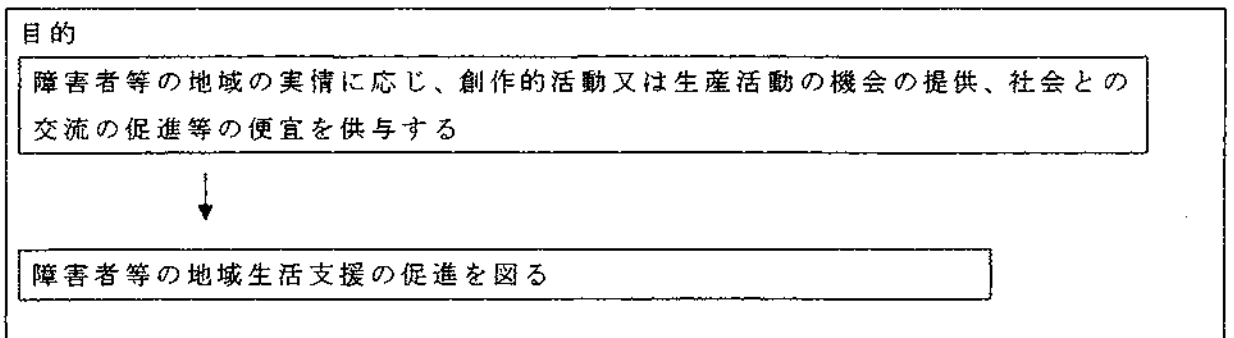 目的
障害者等の地域の実情に応じ、創作的活動又は生産活動の機会の提供、社会との
交流の促進等の便宜を供与する
障害者等の地域生活支援の促進を図る